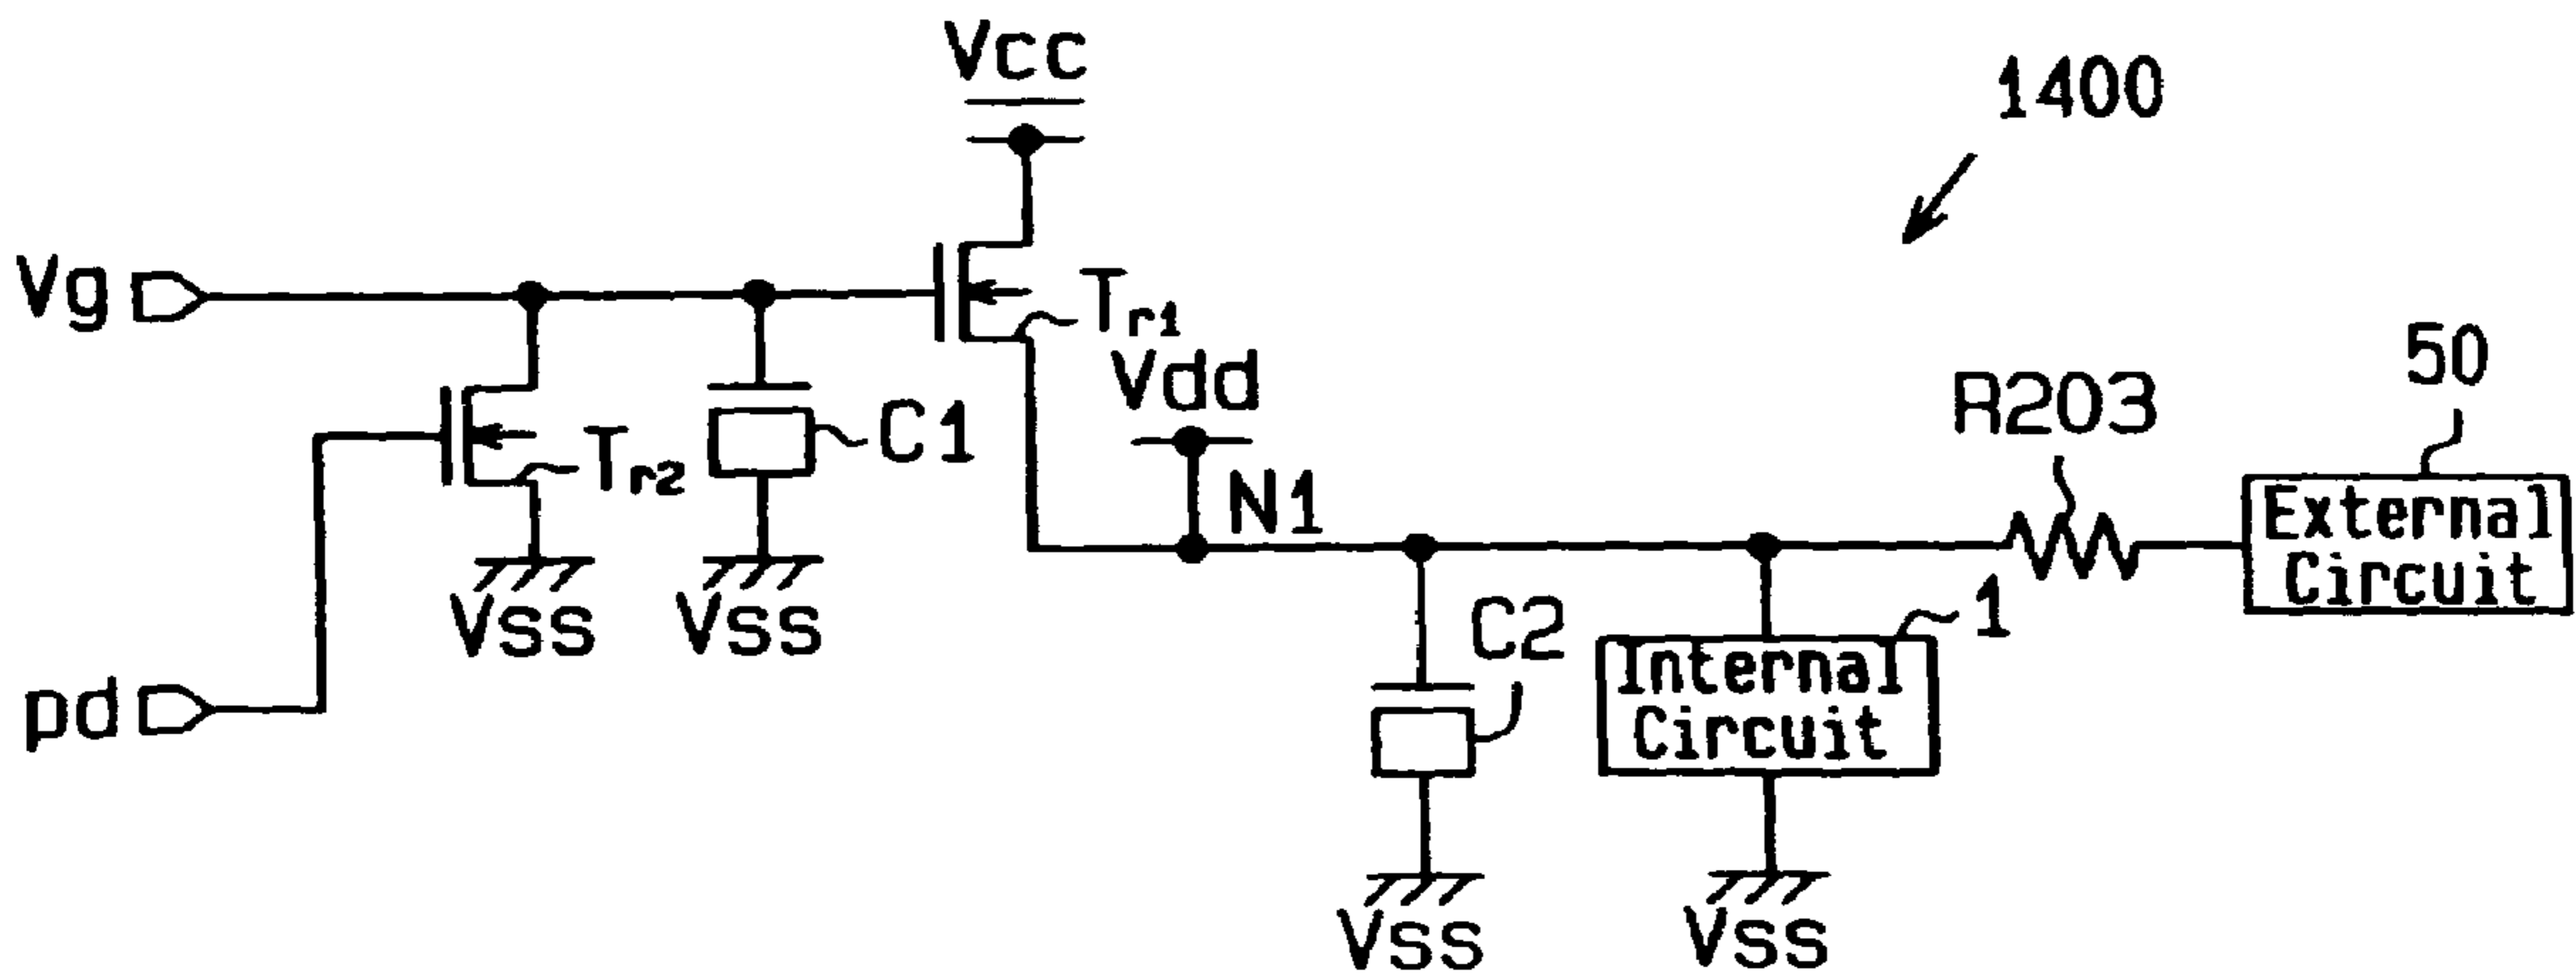 Vcc
1400
Vg
Tr1
Vdd
50
R203
C1
Tr2
N1
External
Circuit
Vss
Vss
C2
1
Internal
Circuit
pd
Vss
Vss